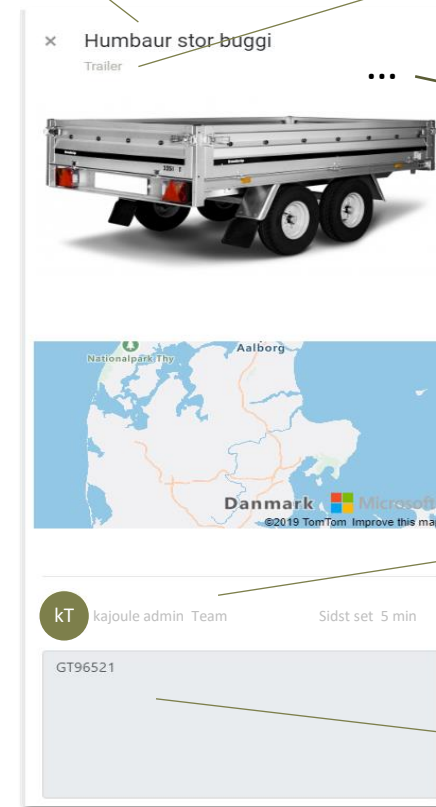 × Humbaur stor buggi
Trailer
...
Nationalpark Thy
Aalborg
Danmark Microsoft
©2019 TomTom Improve this map
kT kajoule admin Team Sidst set 5 min
GT96521